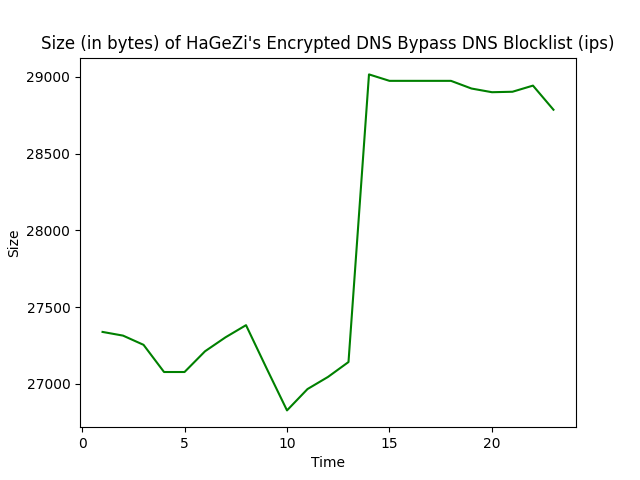 Size (in bytes) of HaGeZi's Encrypted DNS Bypass DNS Blocklist (ips)
29000
28500
28000
27500
27000
Size
0 5 10 15 20
Time